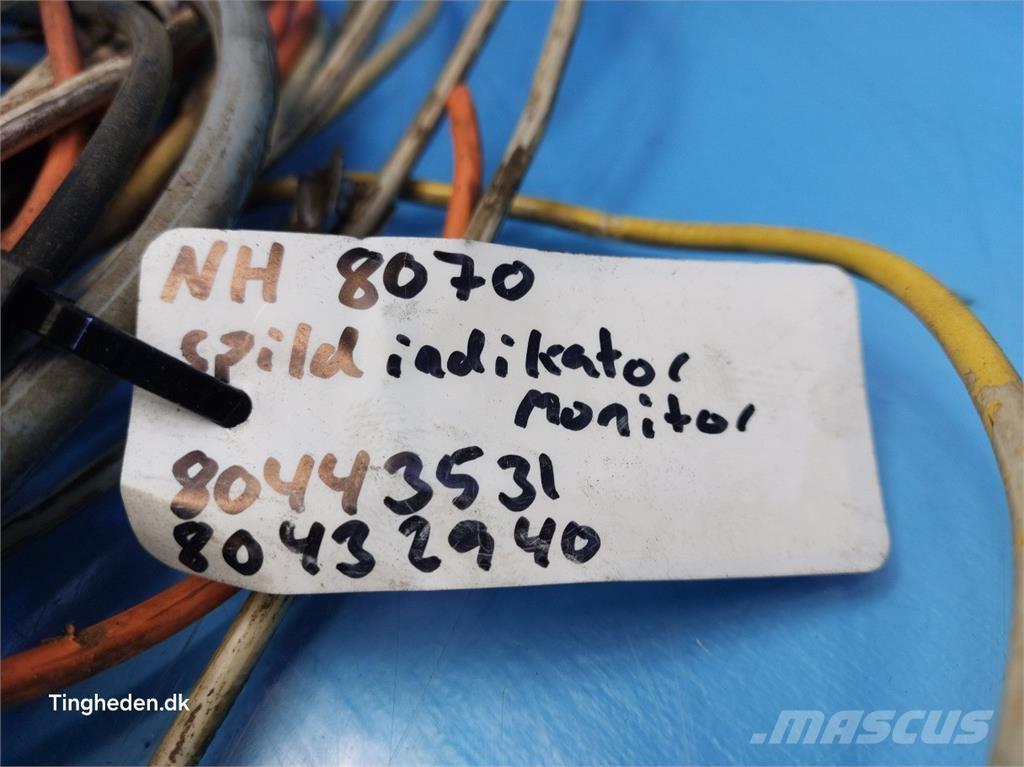 NH 8070
spild indikator
monitor
80443531
80432940
Tingheden.dk
MASCUS